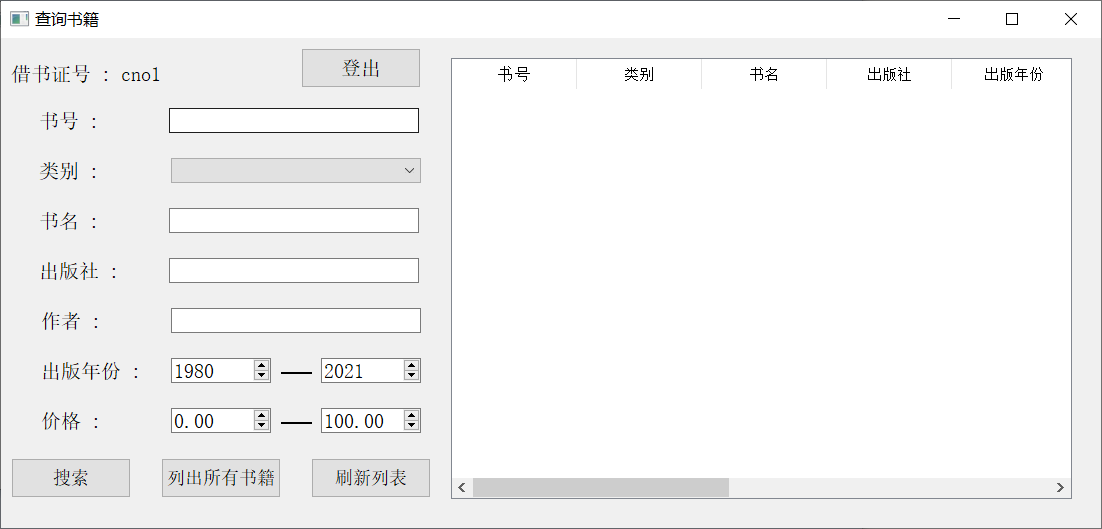 查询书籍
借书证号 : cno1
登出
书号 :
类别 :
书名 :
出版社 :
作者 :
出版年份 : 1980 — 2021
价格 : 0.00 — 100.00
搜索
列出所有书籍
刷新列表
书号 类别 书名 出版社 出版年份